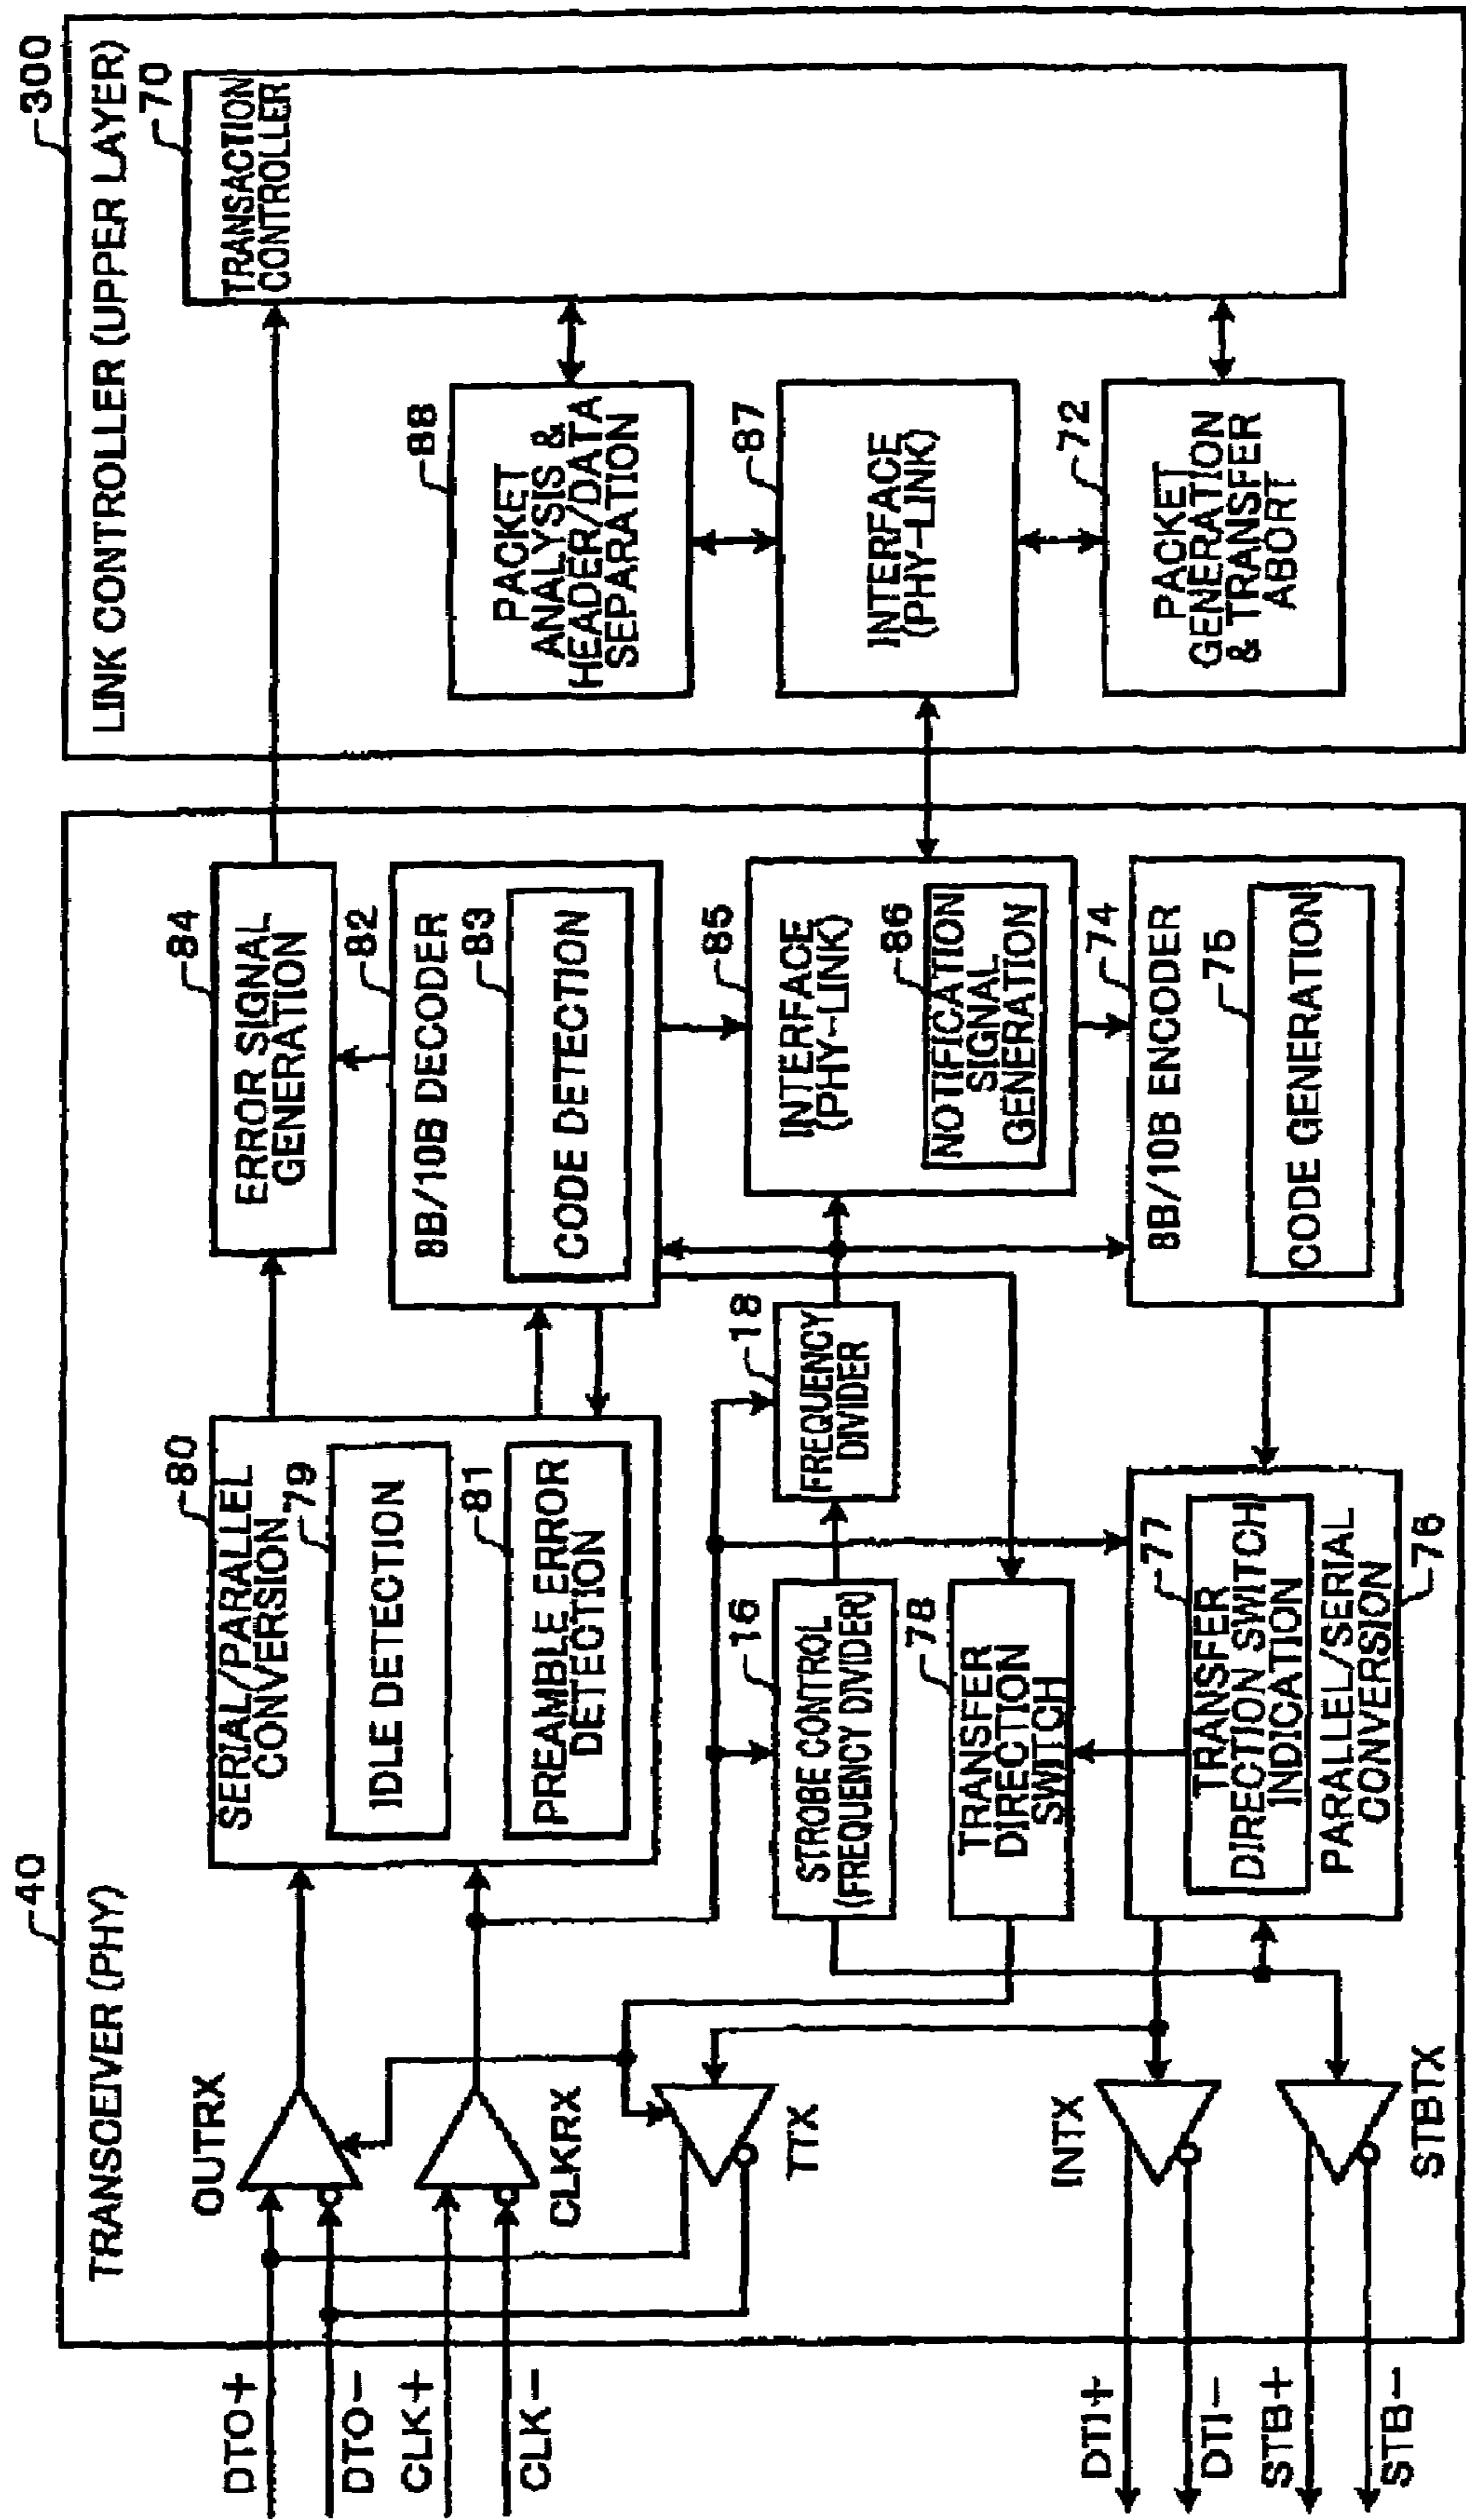 40
TRANSCEIVER (PHY)
DTO+
DTO-
CLK+
CLK-
OUTRX
CLKRX
TTX
INTX
STBTX
DTI+
DTI-
STB+
STB-
80
SERIAL/PARALLEL
CONVERSION
79
IDLE DETECTION
81
PREAMBLE ERROR
DETECTION
84
ERROR SIGNAL
GENERATION
82
8B/10B DECODER
83
CODE DETECTION
16
STROBE CONTROL
(FREQUENCY DIVIDER)
18
FREQUENCY
DIVIDER
78
TRANSFER
DIRECTION
SWITCH
85
INTERFACE
(PHY-LINK)
86
NOTIFICATION
SIGNAL
GENERATION
77
TRANSFER
DIRECTION SWITCH
INDICATION
PARALLEL/SERIAL
CONVERSION
76
74
8B/10B ENCODER
75
CODE GENERATION
300
LINK CONTROLLER (UPPER LAYER)
70
TRANSACTION
CONTROLLER
88
PACKET
ANALYSIS &
HEADER/DATA
SEPARATION
87
INTERFACE
(PHY-LINK)
72
PACKET
GENERATION
& TRANSFER
ABORT